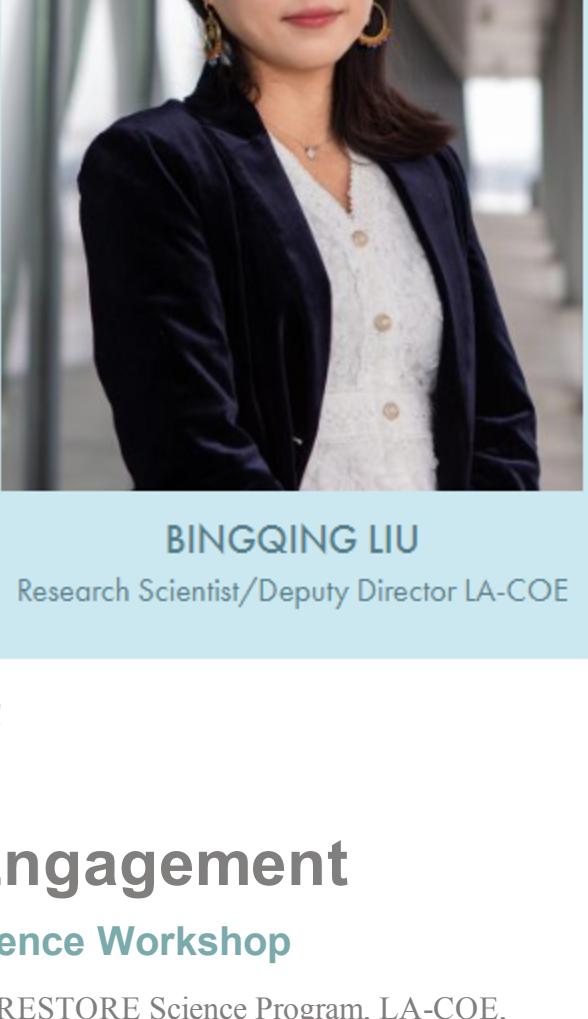 BINGQING LIU
Research Scientist/Deputy Director LA-COE
ngagement
ence Workshop
RESTORE Science Program, LA-COE,